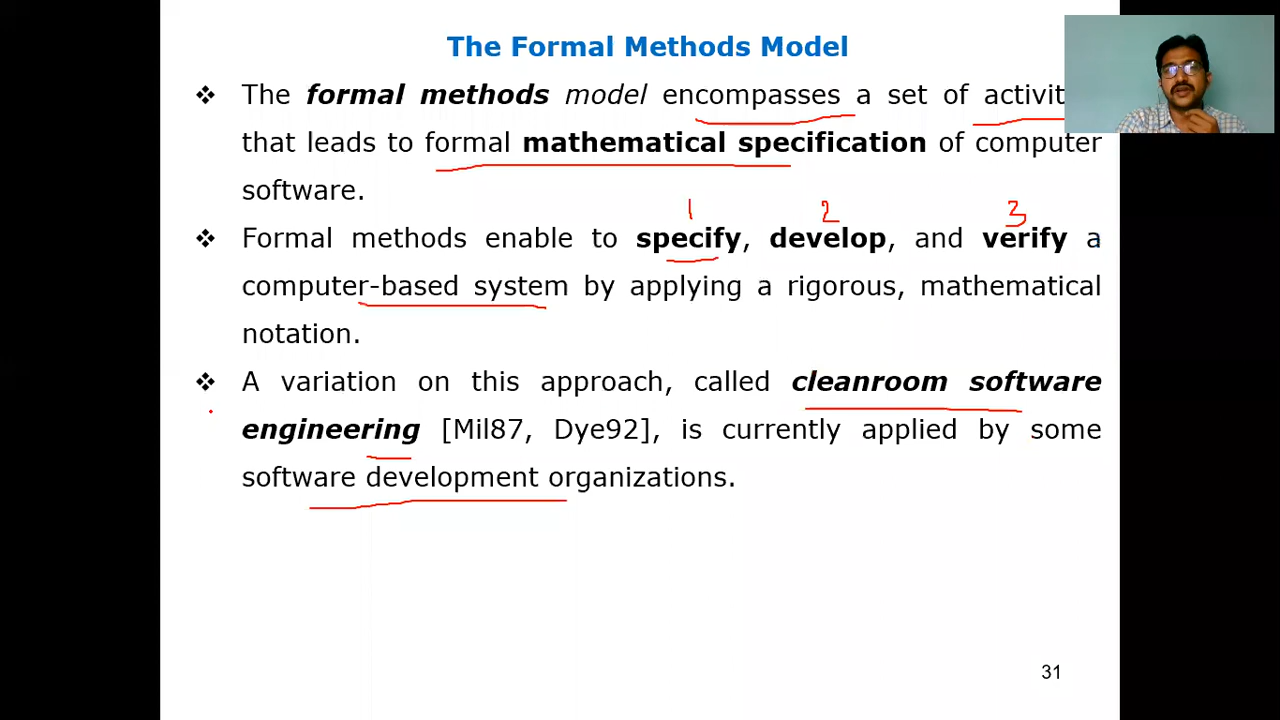 The Formal Methods Model
❖ The formal methods model encompasses a set of activit
that leads to formal mathematical specification of computer
software.
1 2 3
❖ Formal methods enable to specify, develop, and verify a
computer-based system by applying a rigorous, mathematical
notation.
❖ A variation on this approach, called cleanroom software
engineering [Mil87, Dye92], is currently applied by some
software development organizations.
31